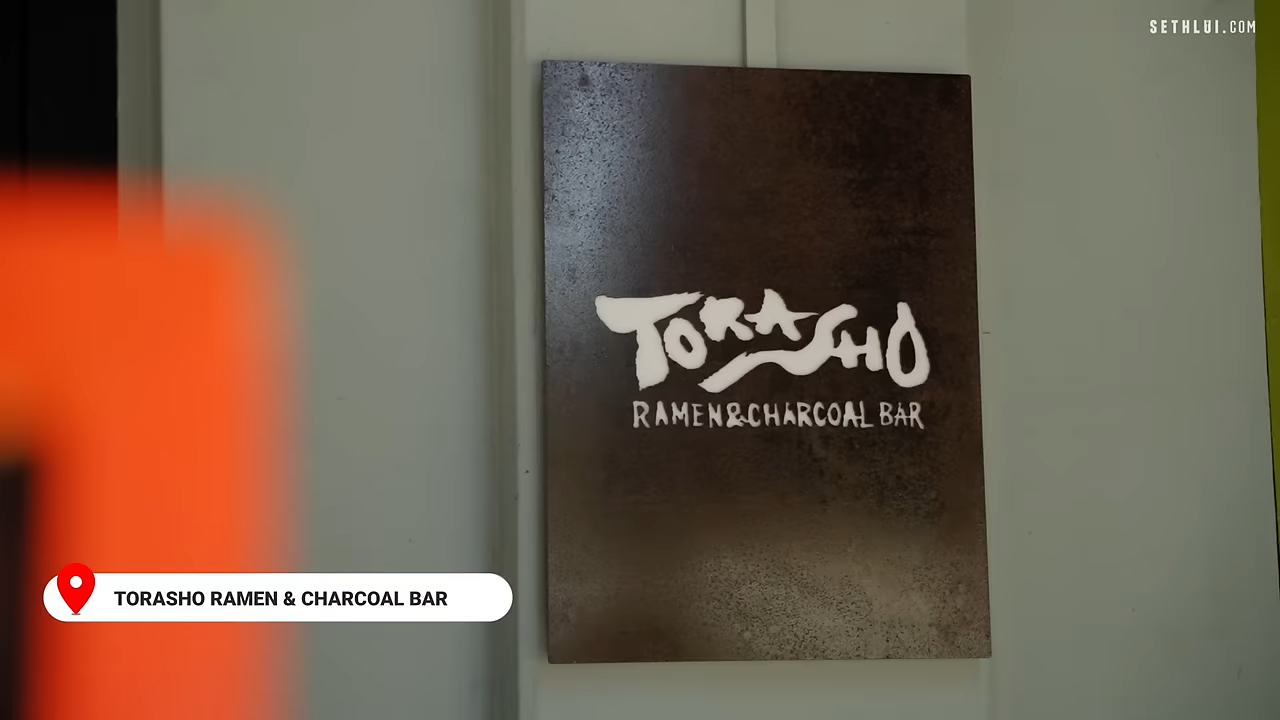 SETHLUI.COM
TORASHO
RAMEN&CHARCOAL BAR
TORASHO RAMEN & CHARCOAL BAR